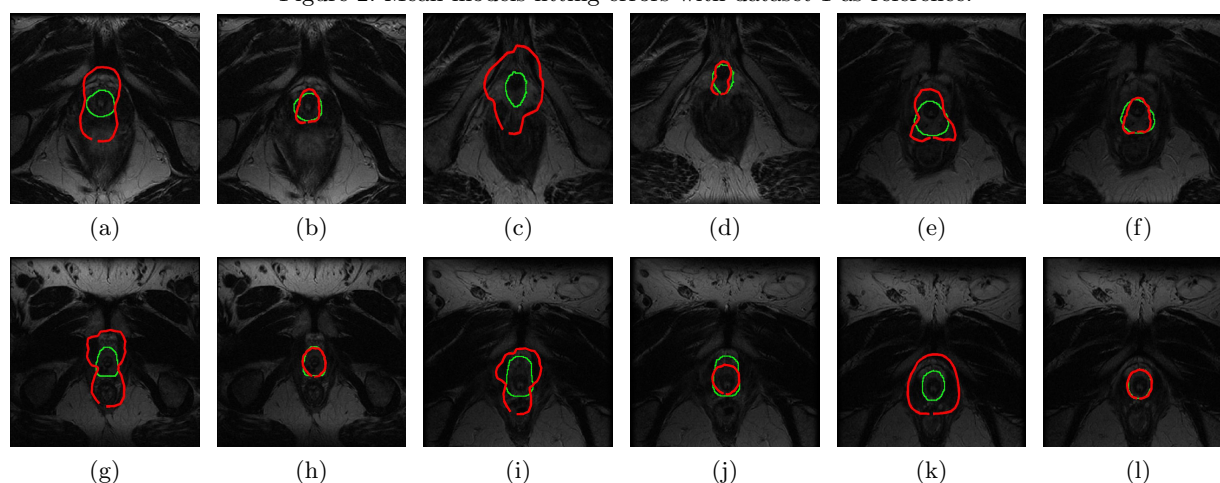 Figure 2: Mean models fitting errors with dataset 1 as reference.
(a) (b) (c) (d) (e) (f)
(g) (h) (i) (j) (k) (l)